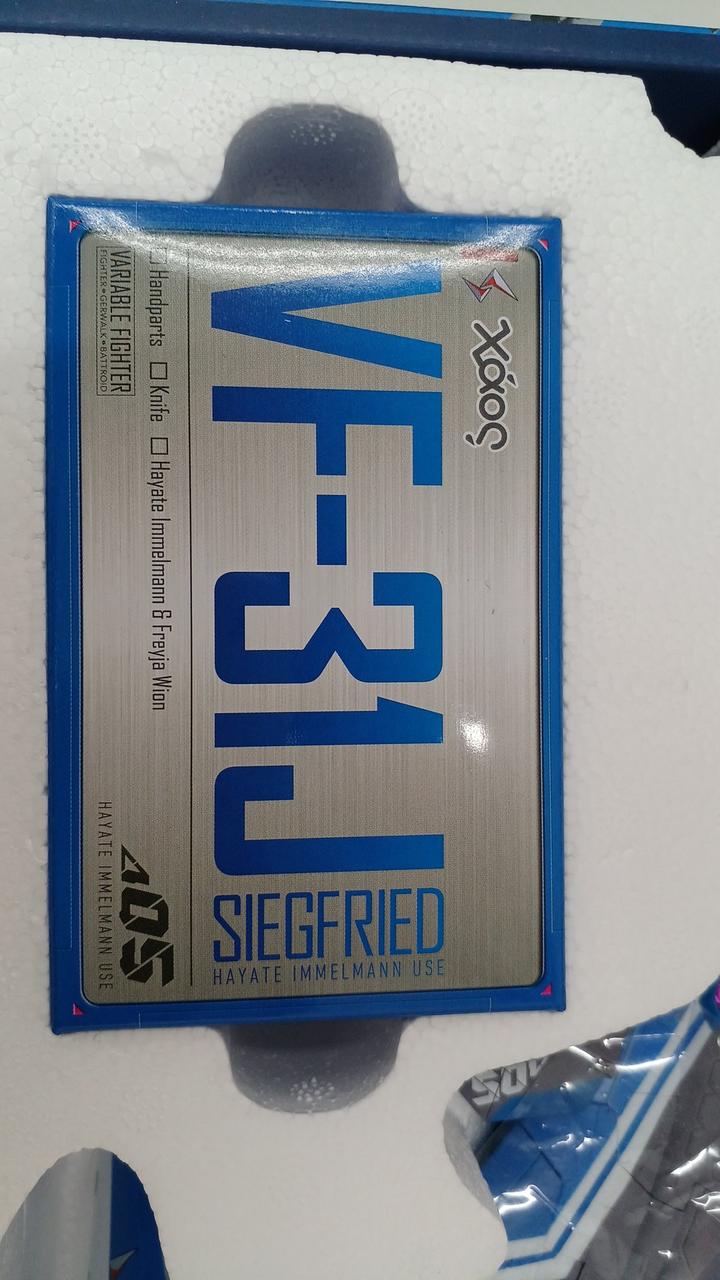 Χάος
VF-31J
SIEGFRIED
HAYATE IMMELMANN USE
□ Handparts □ Knife □ Hayate Immelmann & Freyja Wion
VARIABLE FIGHTER
FIGHTER•GERWALK•BATTROID
405
HAYATE IMMELMANN USE
405